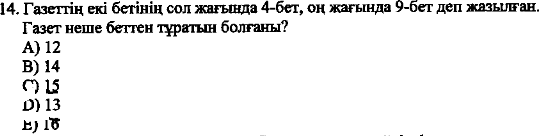 14. Газеттің екі бетінің сол жағында 4-бет, оң жағында 9-бет деп жазылған.
Газет неше беттен тұратын болғаны?
A) 12
B) 14
C) 15
D) 13
E) 16